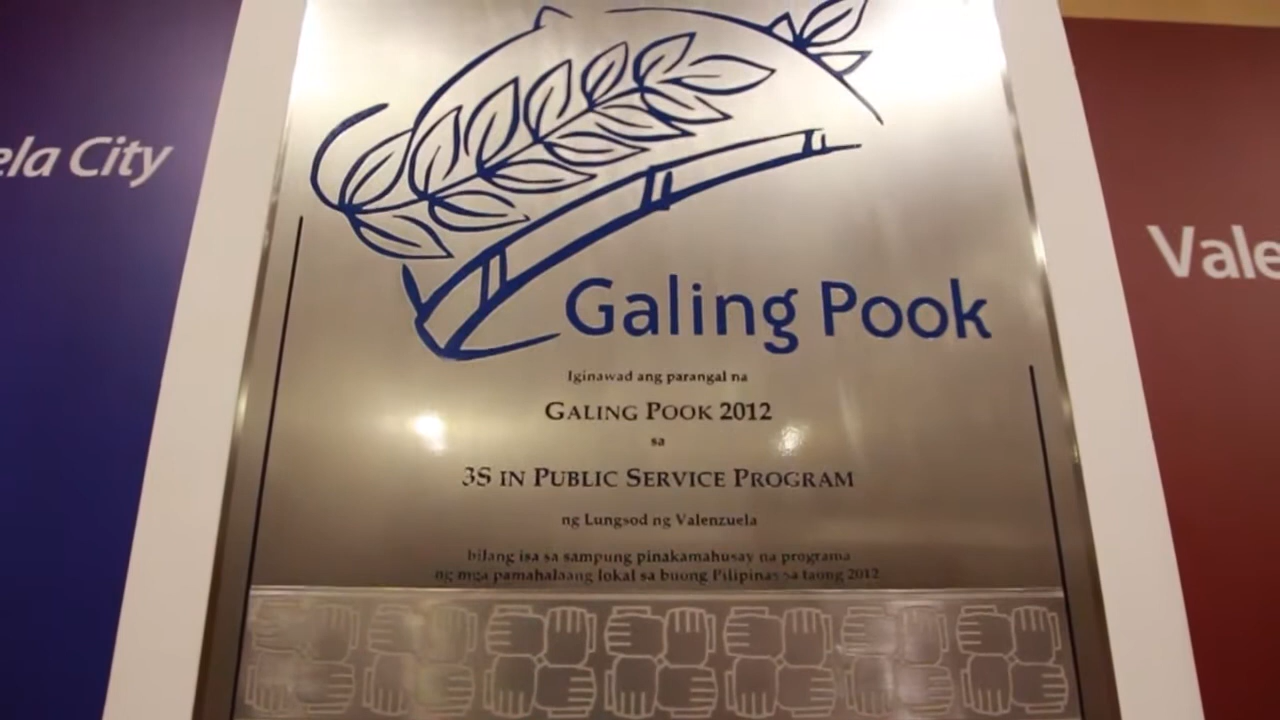 ela City
Vale
Galing Pook
Iginawad ang parangal na
GALING POOK 2012
sa
3S IN PUBLIC SERVICE PROGRAM
ng Lungsod ng Valenzuela
bilang isa sa sampung pinakamahusay na programa
ng mga pamahalaang lokal sa buong Pilipinas sa taong 2012